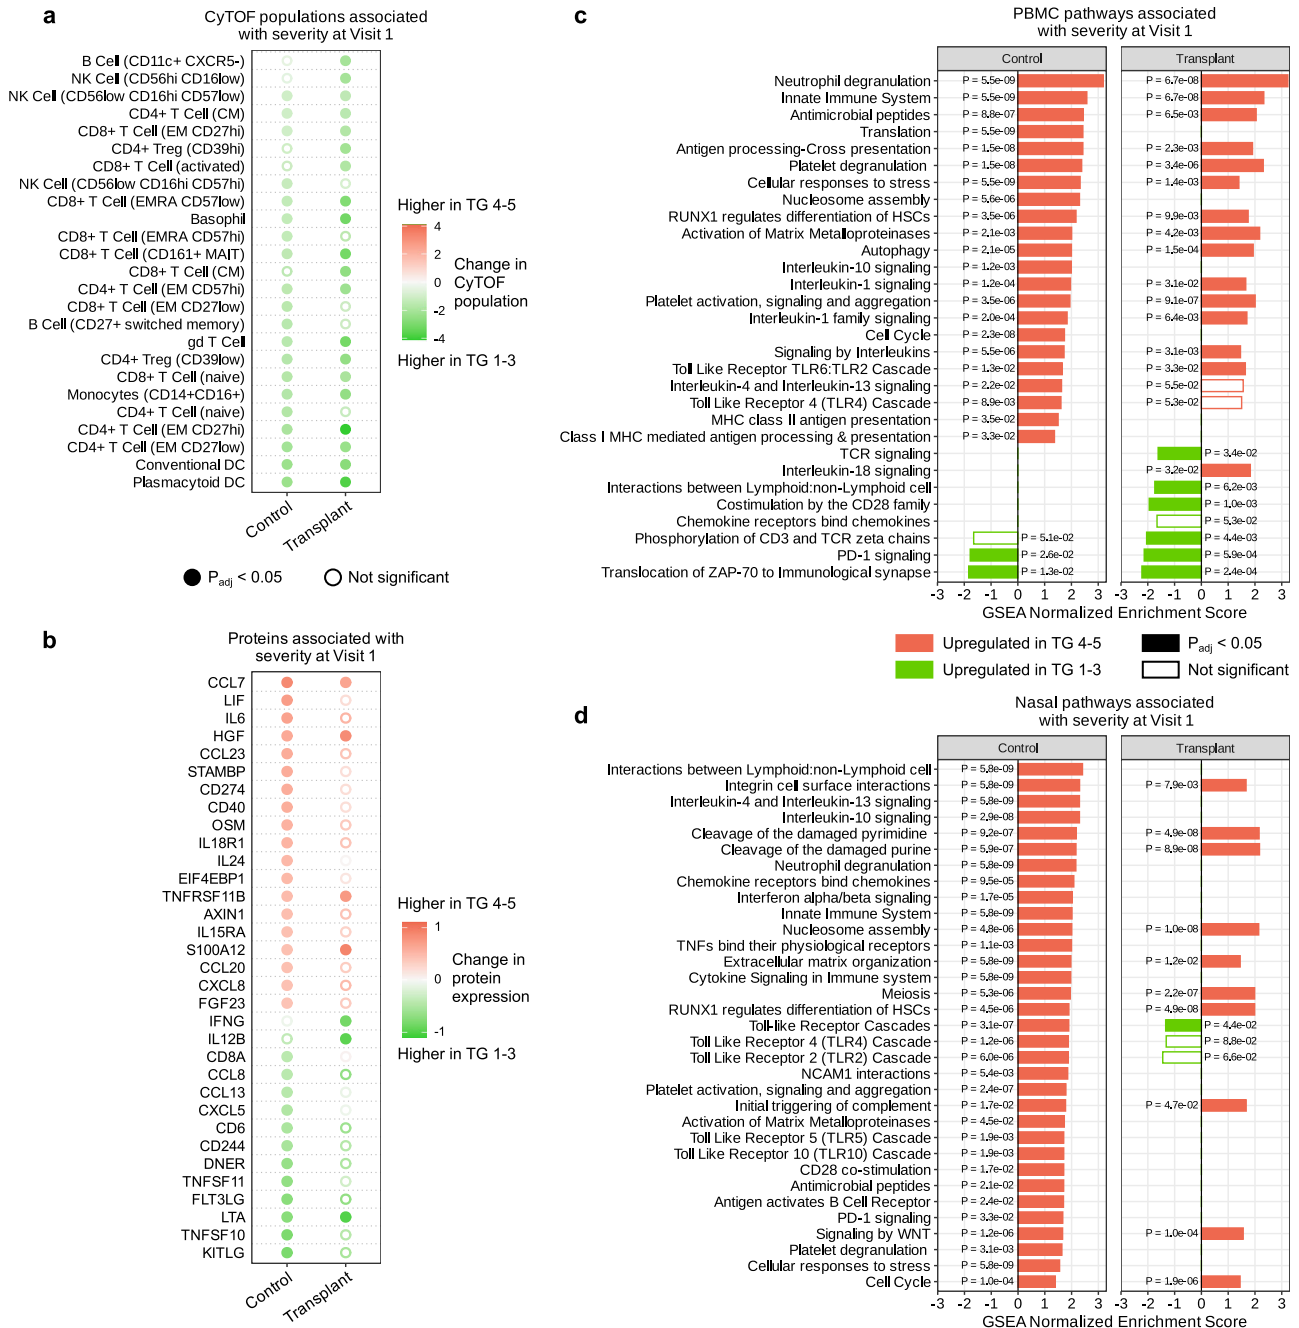 a
CyTOF populations associated
with severity at Visit 1
B Cell (CD11c+ CXCR5-)
NK Cell (CD56hi CD16low)
NK Cell (CD56low CD16hi CD57low)
CD4+ T Cell (CM)
CD8+ T Cell (EM CD27hi)
CD4+ Treg (CD39hi)
CD8+ T Cell (activated)
NK Cell (CD56low CD16hi CD57hi)
CD8+ T Cell (EMRA CD57low)
Basophil
CD8+ T Cell (EMRA CD57hi)
CD8+ T Cell (CD161+ MAIT)
CD8+ T Cell (CM)
CD4+ T Cell (EM CD57hi)
CD8+ T Cell (EM CD27low)
B Cell (CD27+ switched memory)
gd T Cell
CD4+ Treg (CD39low)
CD8+ T Cell (naive)
Monocytes (CD14+CD16+)
CD4+ T Cell (naive)
CD4+ T Cell (EM CD27hi)
CD4+ T Cell (EM CD27low)
Conventional DC
Plasmacytoid DC
Control
Transplant
Higher in TG 4-5
4
2
0
-2
-4
Change in
CyTOF
population
Higher in TG 1-3
Padj < 0.05
Not significant
b
Proteins associated with
severity at Visit 1
CCL7
LIF
IL6
HGF
CCL23
STAMBP
CD274
CD40
OSM
IL18R1
IL24
EIF4EBP1
TNFRSF11B
AXIN1
IL15RA
S100A12
CCL20
CXCL8
FGF23
IFNG
IL12B
CD8A
CCL8
CCL13
CXCL5
CD6
CD244
DNER
TNFSF11
FLT3LG
LTA
TNFSF10
KITLG
Control
Transplant
Higher in TG 4-5
1
0
-1
Change in
protein
expression
Higher in TG 1-3
c
PBMC pathways associated
with severity at Visit 1
Control
Transplant
Neutrophil degranulation P = 5.5e-09 P = 6.7e-08
Innate Immune System P = 5.5e-09 P = 6.7e-08
Antimicrobial peptides P = 8.8e-07 P = 6.5e-03
Translation P = 5.5e-09
Antigen processing-Cross presentation P = 1.5e-08 P = 2.3e-03
Platelet degranulation P = 1.5e-08 P = 3.4e-06
Cellular responses to stress P = 5.5e-09 P = 1.4e-03
Nucleosome assembly P = 5.6e-06
RUNX1 regulates differentiation of HSCs P = 3.5e-06 P = 9.9e-03
Activation of Matrix Metalloproteinases P = 2.1e-03 P = 4.2e-03
Autophagy P = 2.1e-05 P = 1.5e-04
Interleukin-10 signaling P = 1.2e-03
Interleukin-1 signaling P = 1.2e-04 P = 3.1e-02
Platelet activation, signaling and aggregation P = 3.5e-06 P = 9.1e-07
Interleukin-1 family signaling P = 2.0e-04 P = 6.4e-03
Cell Cycle P = 2.3e-08
Signaling by Interleukins P = 5.5e-06 P = 3.1e-03
Toll Like Receptor TLR6:TLR2 Cascade P = 1.3e-02 P = 3.3e-02
Interleukin-4 and Interleukin-13 signaling P = 2.2e-02 P = 5.5e-02
Toll Like Receptor 4 (TLR4) Cascade P = 8.9e-03 P = 5.3e-02
MHC class II antigen presentation P = 3.5e-02
Class I MHC mediated antigen processing & presentation P = 3.3e-02
TCR signaling P = 3.4e-02
Interleukin-18 signaling P = 3.2e-02
Interactions between Lymphoid:non-Lymphoid cell P = 6.2e-03
Costimulation by the CD28 family P = 1.0e-03
Chemokine receptors bind chemokines P = 5.3e-02
Phosphorylation of CD3 and TCR zeta chains P = 5.1e-02 P = 4.4e-03
PD-1 signaling P = 2.6e-02 P = 5.9e-04
Translocation of ZAP-70 to Immunological synapse P = 1.3e-02 P = 2.4e-04
-3 -2 -1 0 1 2 3 -3 -2 -1 0 1 2 3
GSEA Normalized Enrichment Score
Upregulated in TG 4-5
Padj < 0.05
Upregulated in TG 1-3
Not significant
d
Nasal pathways associated
with severity at Visit 1
Control
Transplant
Interactions between Lymphoid:non-Lymphoid cell P = 5.8e-09
Integrin cell surface interactions P = 5.8e-09 P = 7.9e-03
Interleukin-4 and Interleukin-13 signaling P = 5.8e-09
Interleukin-10 signaling P = 2.9e-08
Cleavage of the damaged pyrimidine P = 9.2e-07 P = 4.9e-08
Cleavage of the damaged purine P = 5.9e-07 P = 8.9e-08
Neutrophil degranulation P = 5.8e-09
Chemokine receptors bind chemokines P = 9.5e-05
Interferon alpha/beta signaling P = 1.7e-05
Innate Immune System P = 5.8e-09
Nucleosome assembly P = 4.8e-06 P = 1.0e-08
TNFs bind their physiological receptors P = 1.1e-03
Extracellular matrix organization P = 5.8e-09 P = 1.2e-02
Cytokine Signaling in Immune system P = 5.8e-09
Meiosis P = 5.3e-06 P = 2.2e-07
RUNX1 regulates differentiation of HSCs P = 4.5e-06 P = 4.9e-08
Toll-like Receptor Cascades P = 3.1e-07 P = 4.4e-02
Toll Like Receptor 4 (TLR4) Cascade P = 1.2e-06 P = 8.8e-02
Toll Like Receptor 2 (TLR2) Cascade P = 6.0e-06 P = 6.6e-02
NCAM1 interactions P = 5.4e-03
Platelet activation, signaling and aggregation P = 2.4e-07
Initial triggering of complement P = 1.7e-02 P = 4.7e-02
Activation of Matrix Metalloproteinases P = 4.5e-02
Toll Like Receptor 5 (TLR5) Cascade P = 1.9e-03
Toll Like Receptor 10 (TLR10) Cascade P = 1.9e-03
CD28 co-stimulation P = 1.7e-02
Antimicrobial peptides P = 2.1e-02
Antigen activates B Cell Receptor P = 2.4e-02
PD-1 signaling P = 3.3e-02
Signaling by WNT P = 1.2e-06 P = 1.0e-04
Platelet degranulation P = 3.1e-03
Cellular responses to stress P = 5.8e-09
Cell Cycle P = 1.0e-04 P = 1.9e-06
-3 -2 -1 0 1 2 3 -3 -2 -1 0 1 2 3
GSEA Normalized Enrichment Score